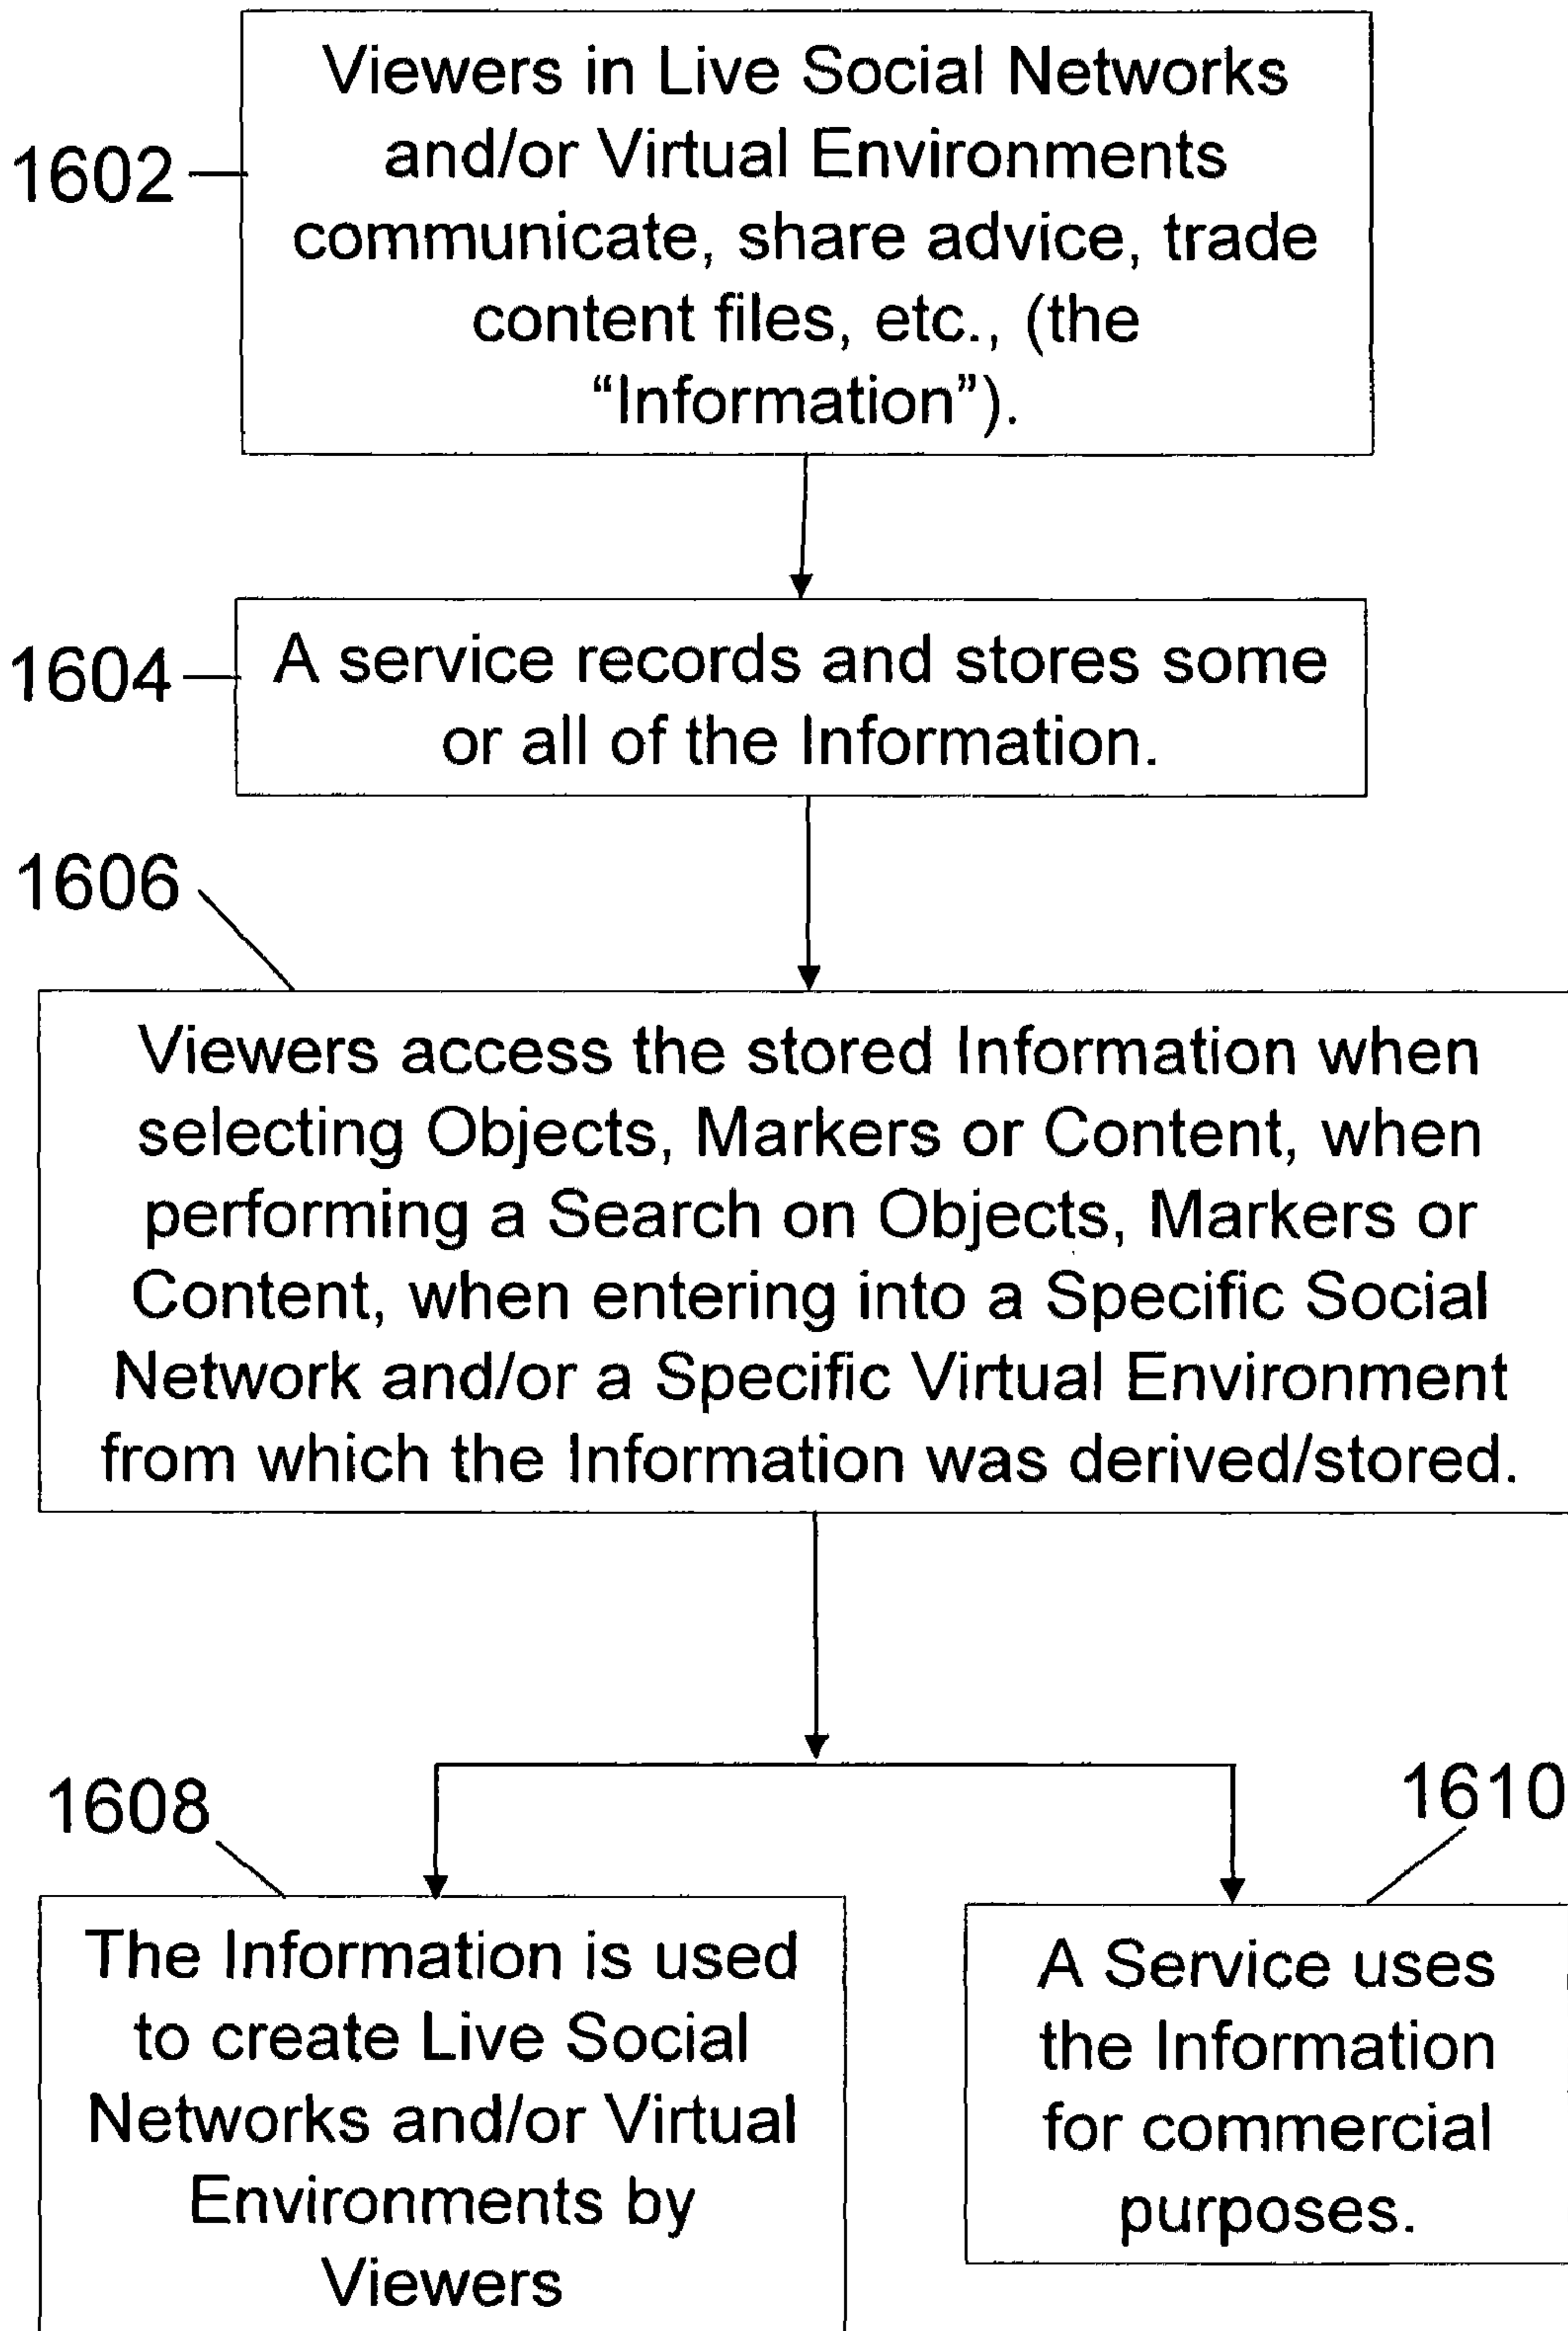 Viewers in Live Social Networks
and/or Virtual Environments
1602
communicate, share advice, trade
content files, etc., (the
“Information”).
1604
A service records and stores some
or all of the Information.
1606
Viewers access the stored Information when
selecting Objects, Markers or Content, when
performing a Search on Objects, Markers or
Content, when entering into a Specific Social
Network and/or a Specific Virtual Environment
from which the Information was derived/stored.
1608
The Information is used
to create Live Social
Networks and/or Virtual
Environments by
Viewers
1610
A Service uses
the Information
for commercial
purposes.